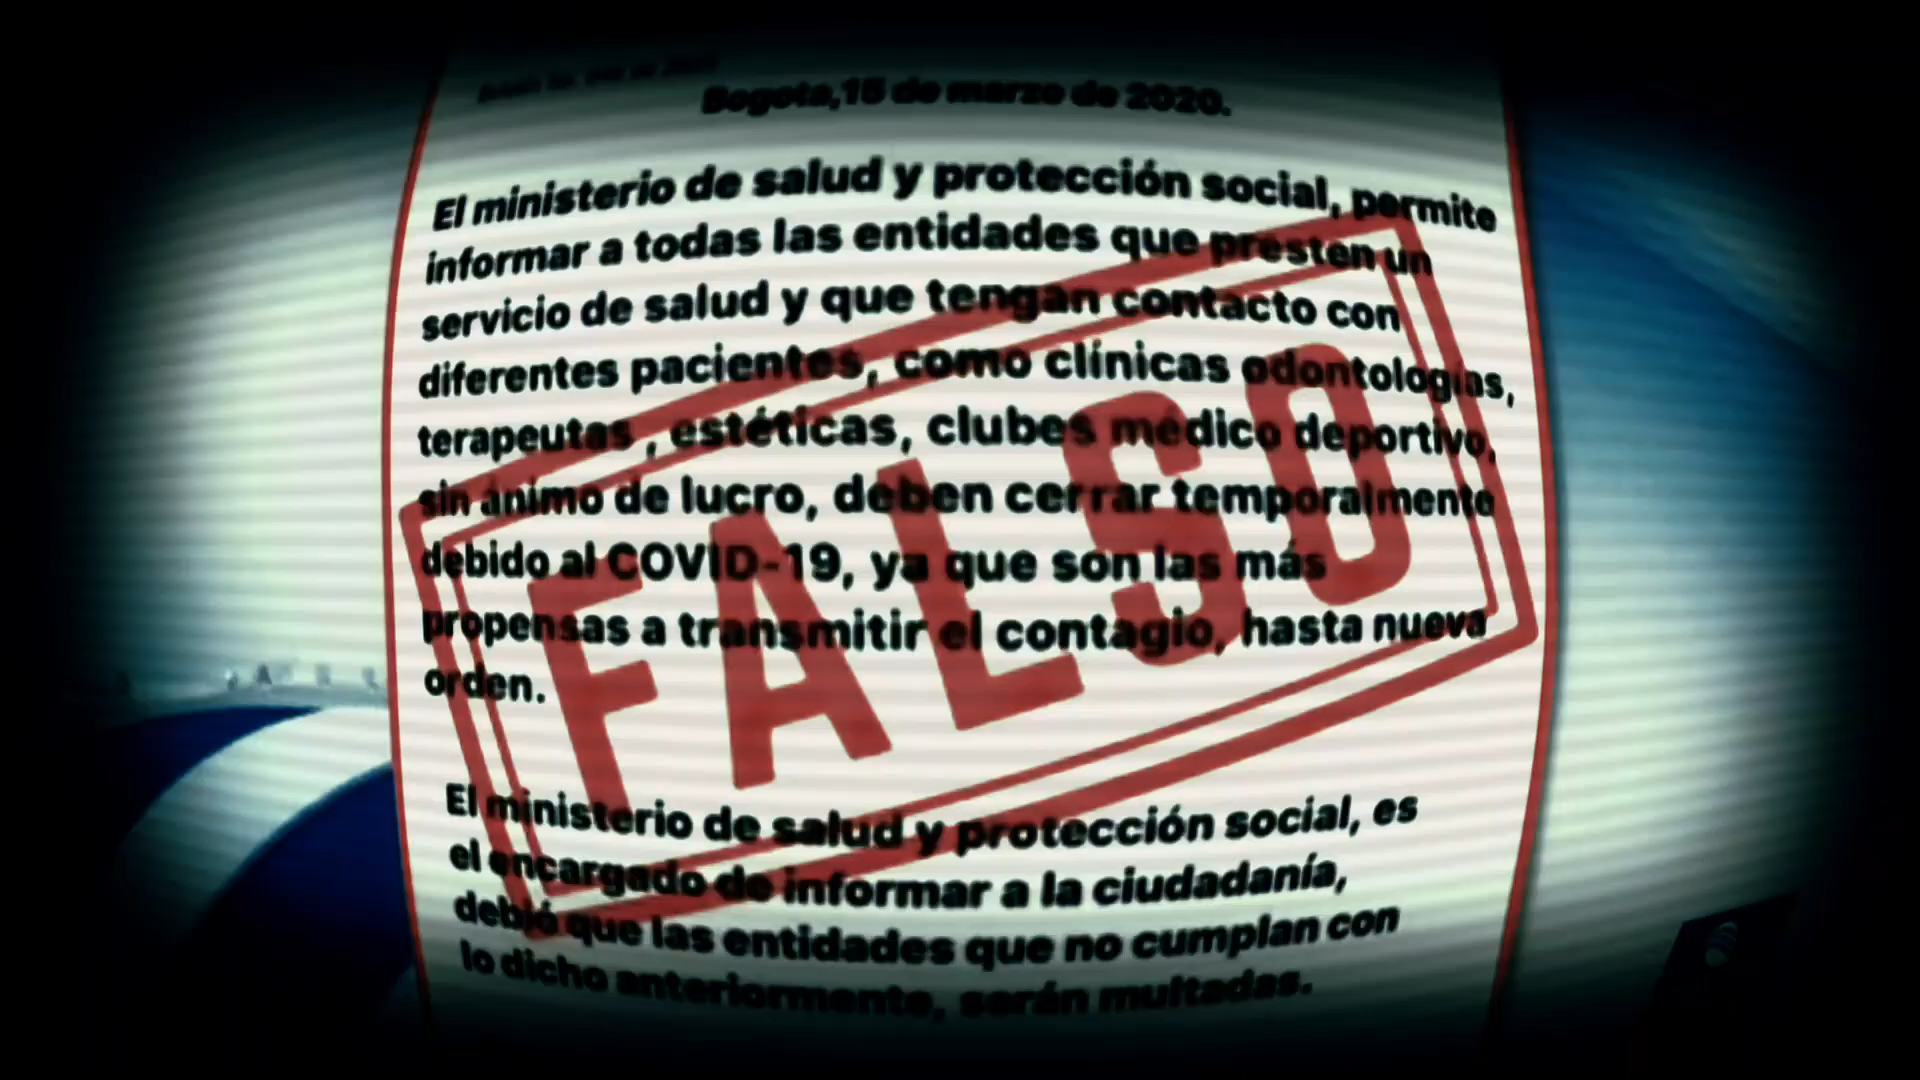 Bogota,15 de marzo de 2020.
El ministerio de salud y protección social, permite
informar a todas las entidades que presten un
servicio de salud y que tengan contacto con
diferentes pacientes, como clínicas odontologías,
terapeutas , estéticas, clubes médico deportivo,
sin ánimo de lucro, deben cerrar temporalmente
debido al COVID-19, ya que son las más
propensas a transmitir el contagio, hasta nueva
orden.
FALSO
El ministerio de salud y protección social, es
el encargado de informar a la ciudadanía,
debió que las entidades que no cumplan con
lo dicho anteriormente, serán multadas.